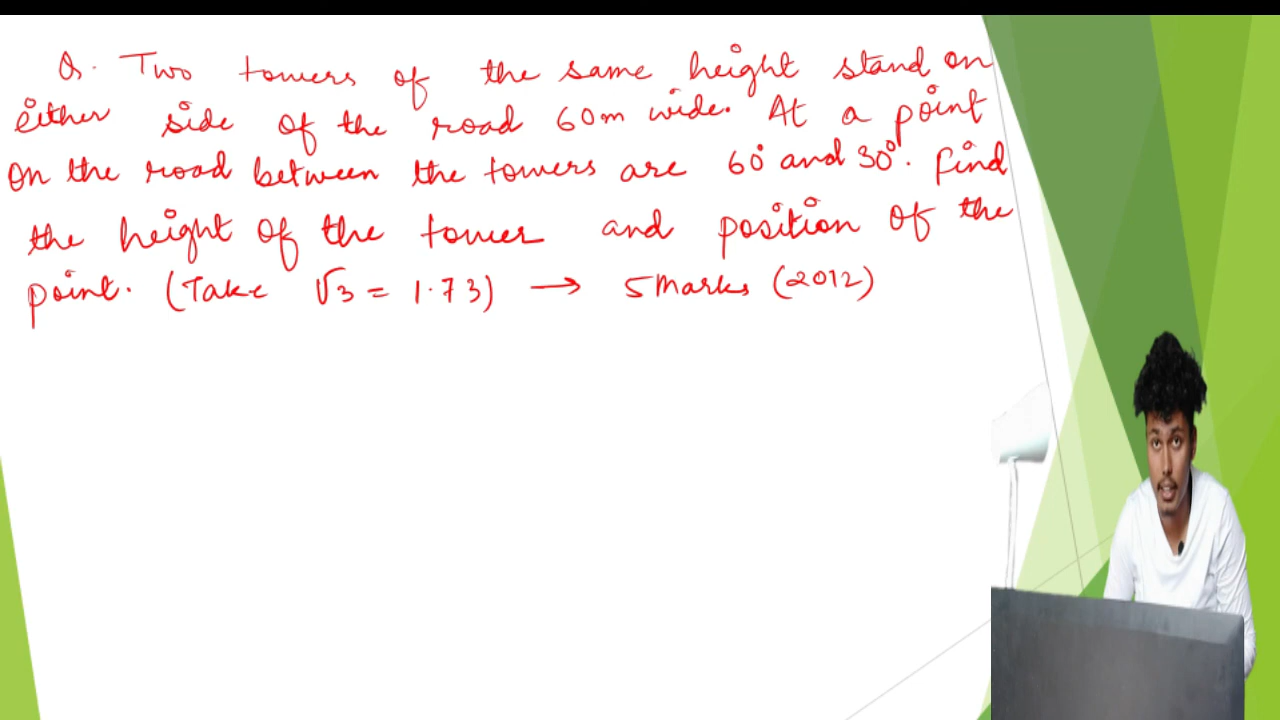 Q. Two towers of the same height stand on
either side of the road 60m wide. At a point
on the road between the towers are 60° and 30°. Find
the height of the tower and position of the
point. (Take √3 = 1.73) → 5 Marks (2012)